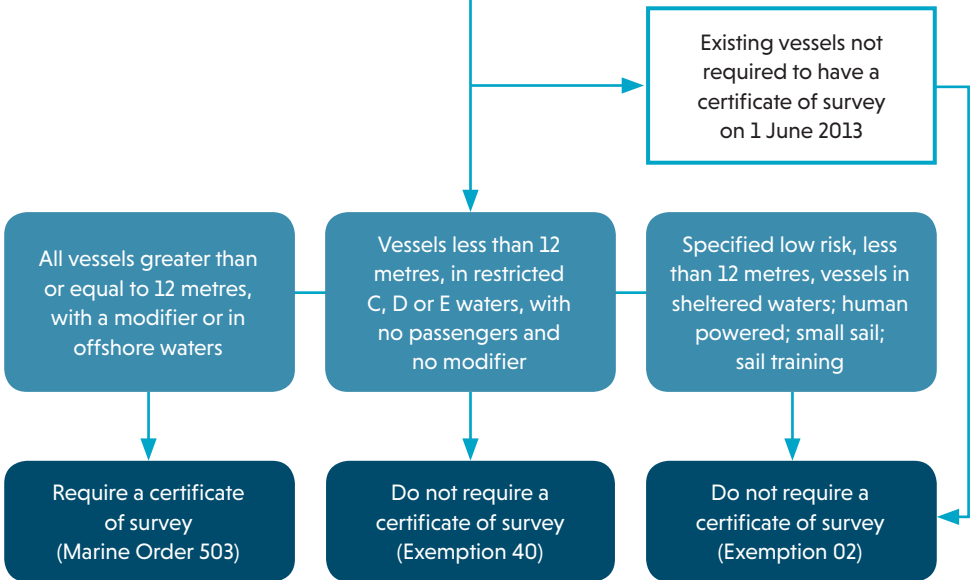 Existing vessels not
required to have a
certificate of survey
on 1 June 2013
All vessels greater than
or equal to 12 metres,
with a modifier or in
offshore waters
Vessels less than 12
metres, in restricted
C, D or E waters, with
no passengers and
no modifier
Specified low risk, less
than 12 metres, vessels in
sheltered waters; human
powered; small sail;
sail training
Require a certificate
of survey
(Marine Order 503)
Do not require a
certificate of survey
(Exemption 40)
Do not require a
certificate of survey
(Exemption 02)